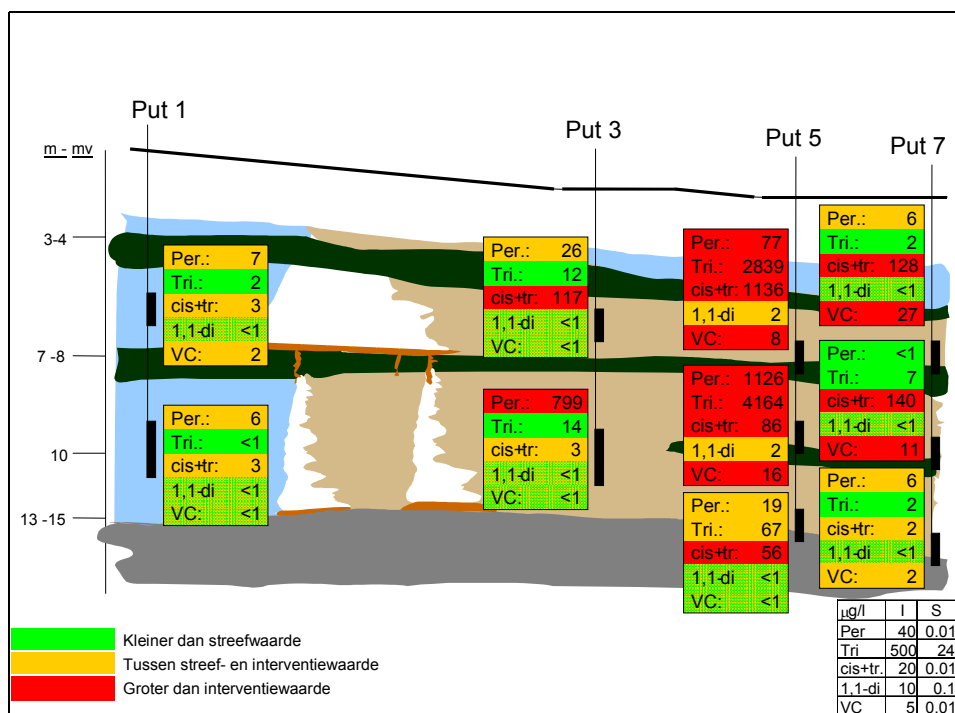 Put 1
Put 3
Put 5
Put 7
m - mv
3-4
7 -8
10
13 -15
Per.: 7
Tri.: 2
cis+tr: 3
1,1-di <1
VC: 2
Per.: 6
Tri.: <1
cis+tr: 3
1,1-di <1
VC: <1
Per.: 26
Tri.: 12
cis+tr: 117
1,1-di <1
VC: <1
Per.: 799
Tri.: 14
cis+tr: 3
1,1-di <1
VC: <1
Per.: 77
Tri.: 2839
cis+tr: 1136
1,1-di 2
VC: 8
Per.: 1126
Tri.: 4164
cis+tr: 86
1,1-di 2
VC: 16
Per.: 19
Tri.: 67
cis+tr: 56
1,1-di <1
VC: <1
Per.: 6
Tri.: 2
cis+tr: 128
1,1-di <1
VC: 27
Per.: <1
Tri.: 7
cis+tr: 140
1,1-di <1
VC: 11
Per.: 6
Tri.: 2
cis+tr: 2
1,1-di <1
VC: 2
Kleiner dan streefwaarde
Tussen streef- en interventiewaarde
Groter dan interventiewaarde
µg/l I S
Per 40 0.01
Tri 500 24
cis+tr. 20 0.01
1,1-di 10 0.1
VC 5 0.01